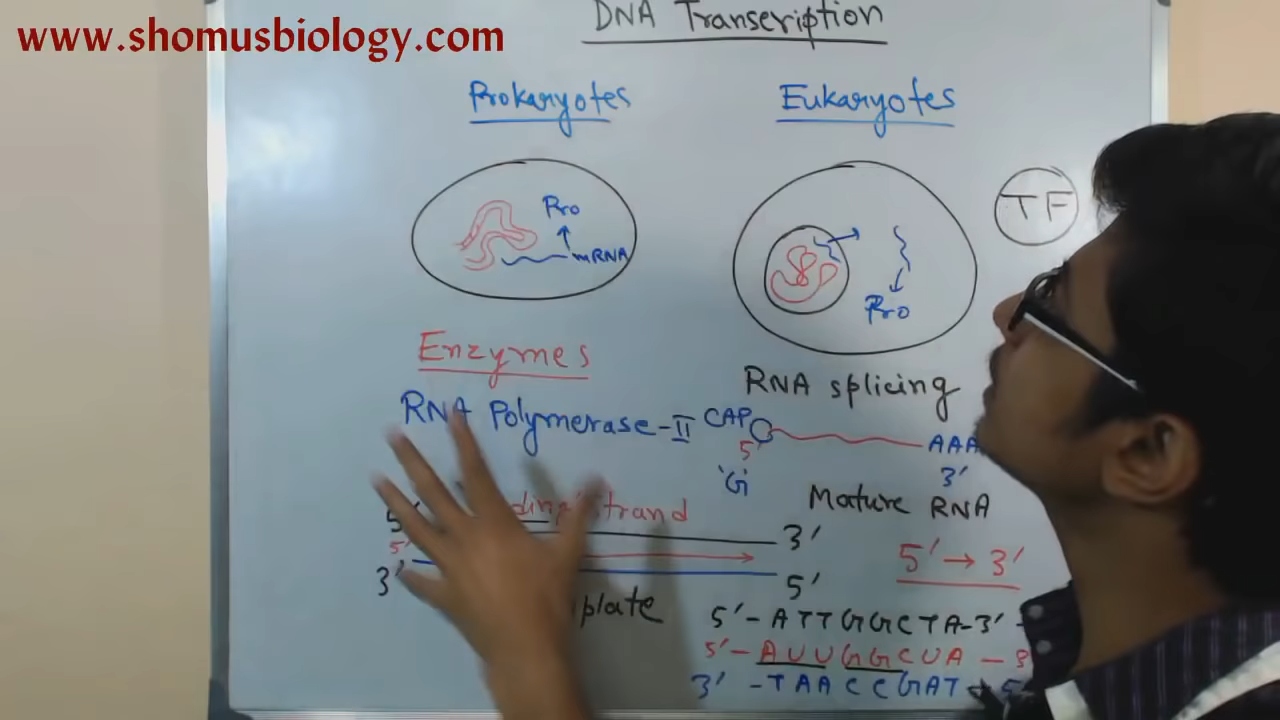 www.shomusbiology.com
DNA Transcription
Prokaryotes
Eukaryotes
Pro
mRNA
TF
Pro
Enzymes
RNA Polymerase-II
RNA splicing
CAP
AAA
5'
3'
'G'
Mature RNA
5' strand 3'
5'
3' 5'
5' → 3'
5'-ATTGGCTA-3'
5'-AUUGGCUA-3
3'-TAACCGAT-5'